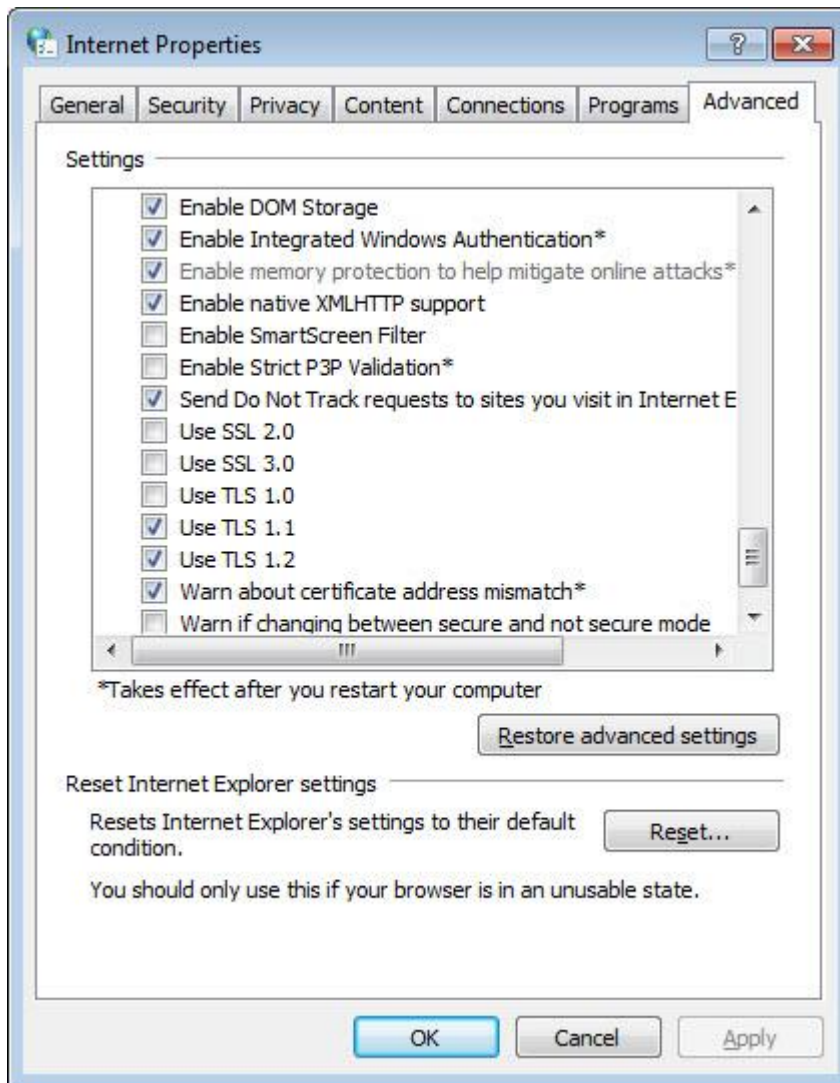 Internet Properties
General Security Privacy Content Connections Programs Advanced
Settings
Enable DOM Storage
Enable Integrated Windows Authentication*
Enable memory protection to help mitigate online attacks*
Enable native XMLHTTP support
Enable SmartScreen Filter
Enable Strict P3P Validation*
Send Do Not Track requests to sites you visit in Internet E
Use SSL 2.0
Use SSL 3.0
Use TLS 1.0
Use TLS 1.1
Use TLS 1.2
Warn about certificate address mismatch*
Warn if changing between secure and not secure mode
*Takes effect after you restart your computer
Restore advanced settings
Reset Internet Explorer settings
Resets Internet Explorer's settings to their default
condition.
Reset...
You should only use this if your browser is in an unusable state.
OK Cancel Apply